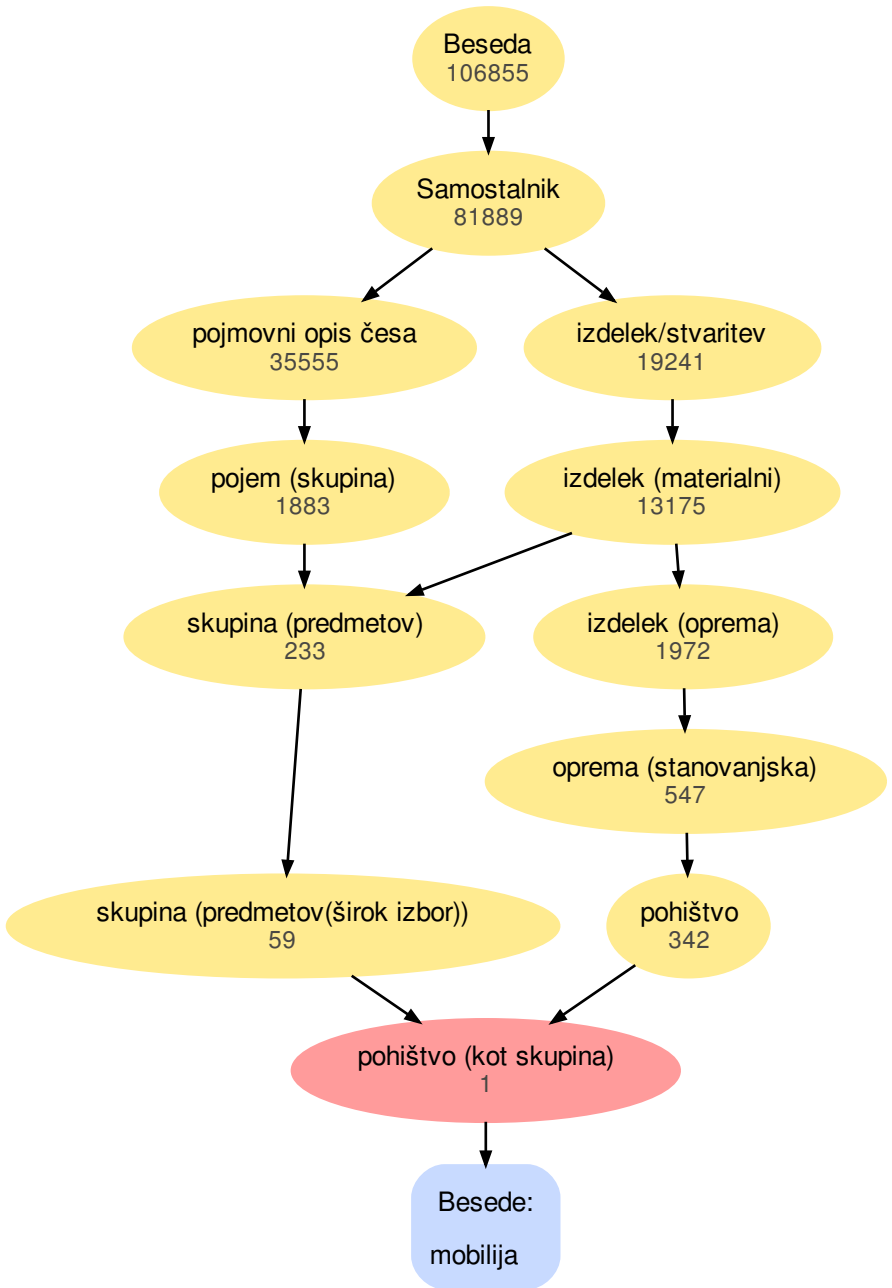 Beseda
106855
Samostalnik
81889
pojmovni opis česa
35555
izdelek/stvaritev
19241
pojem (skupina)
1883
izdelek (materialni)
13175
skupina (predmetov)
233
izdelek (oprema)
1972
oprema (stanovanjska)
547
skupina (predmetov(širok izbor))
59
pohištvo
342
pohištvo (kot skupina)
1
Besede:
mobilija